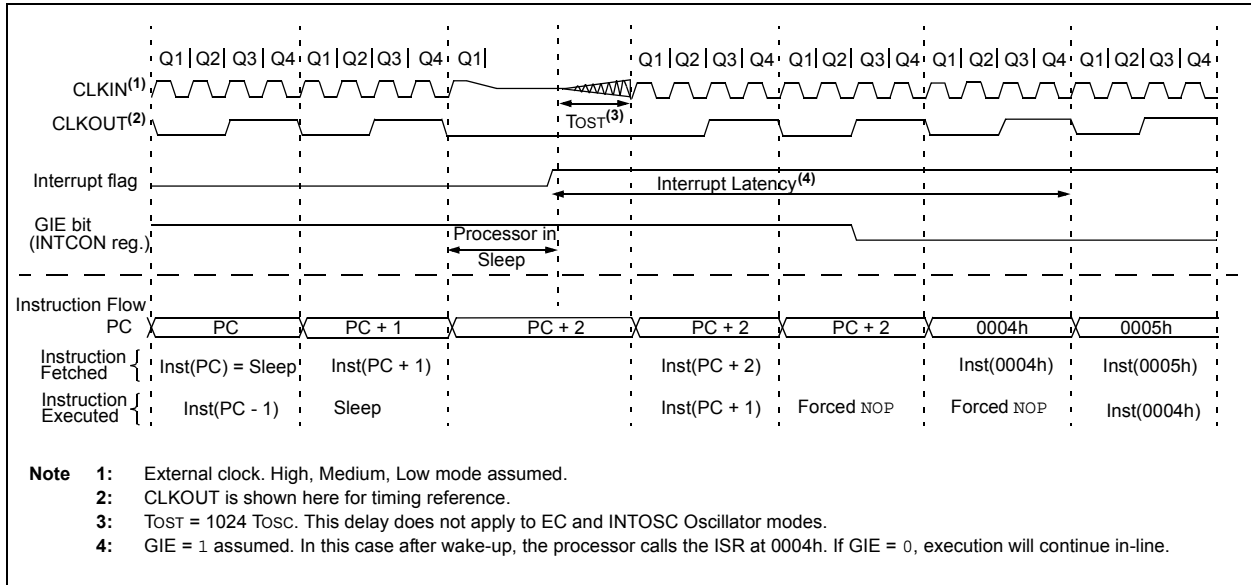 Q1 Q2 Q3 Q4 Q1 Q2 Q3 Q4 Q1 Q1 Q2 Q3 Q4 Q1 Q2 Q3 Q4 Q1 Q2 Q3 Q4 Q1 Q2 Q3 Q4
CLKIN(1)
CLKOUT(2) TOST(3)
Interrupt flag Interrupt Latency(4)
GIE bit
(INTCON reg.) Processor in
Sleep
Instruction Flow
PC PC PC + 1 PC + 2 PC + 2 PC + 2 0004h 0005h
Instruction
Fetched Inst(PC) = Sleep Inst(PC + 1) Inst(PC + 2) Inst(0004h) Inst(0005h)
Instruction
Executed Inst(PC - 1) Sleep Inst(PC + 1) Forced NOP Forced NOP Inst(0004h)
Note 1: External clock. High, Medium, Low mode assumed.
2: CLKOUT is shown here for timing reference.
3: TOST = 1024 TOSC. This delay does not apply to EC and INTOSC Oscillator modes.
4: GIE = 1 assumed. In this case after wake-up, the processor calls the ISR at 0004h. If GIE = 0, execution will continue in-line.